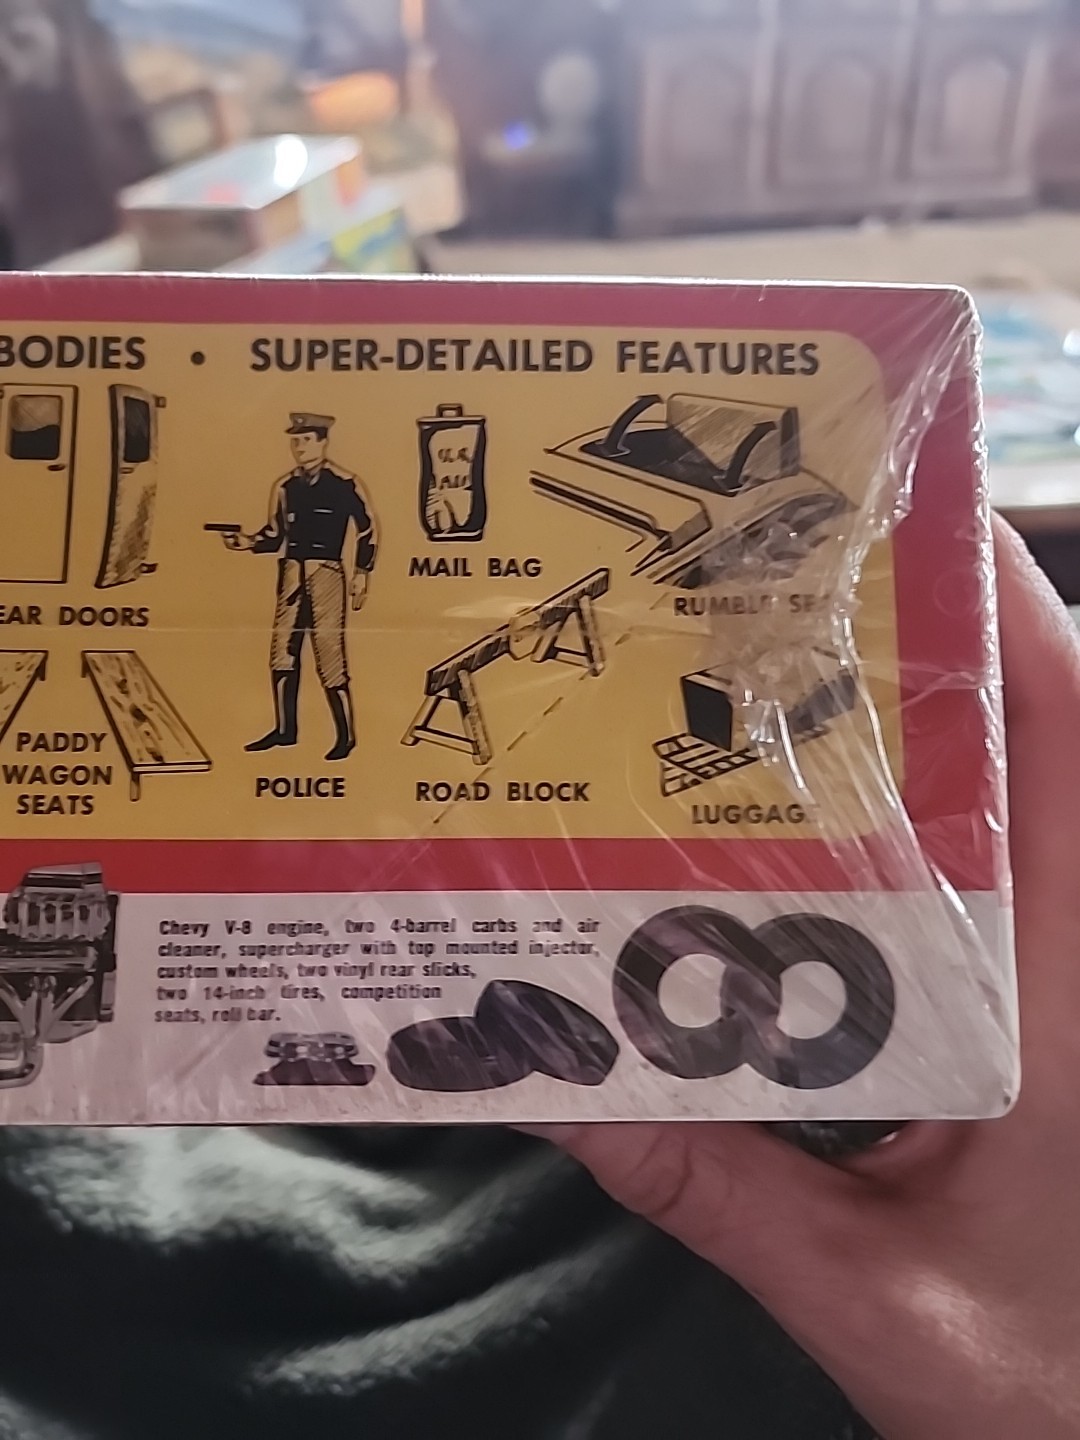 BODIES • SUPER-DETAILED FEATURES
U.S.
MAIL BAG
RUMBLE
EAR DOORS
PADDY
WAGON
SEATS
POLICE
ROAD BLOCK
LUGGAG
Chevy V-8 engine, two 4-barrel carbs and air
cleaner, supercharger with top mounted injector,
custom wheels, two vinyl rear slicks,
two 14-inch tires, competition
seats, roll bar.